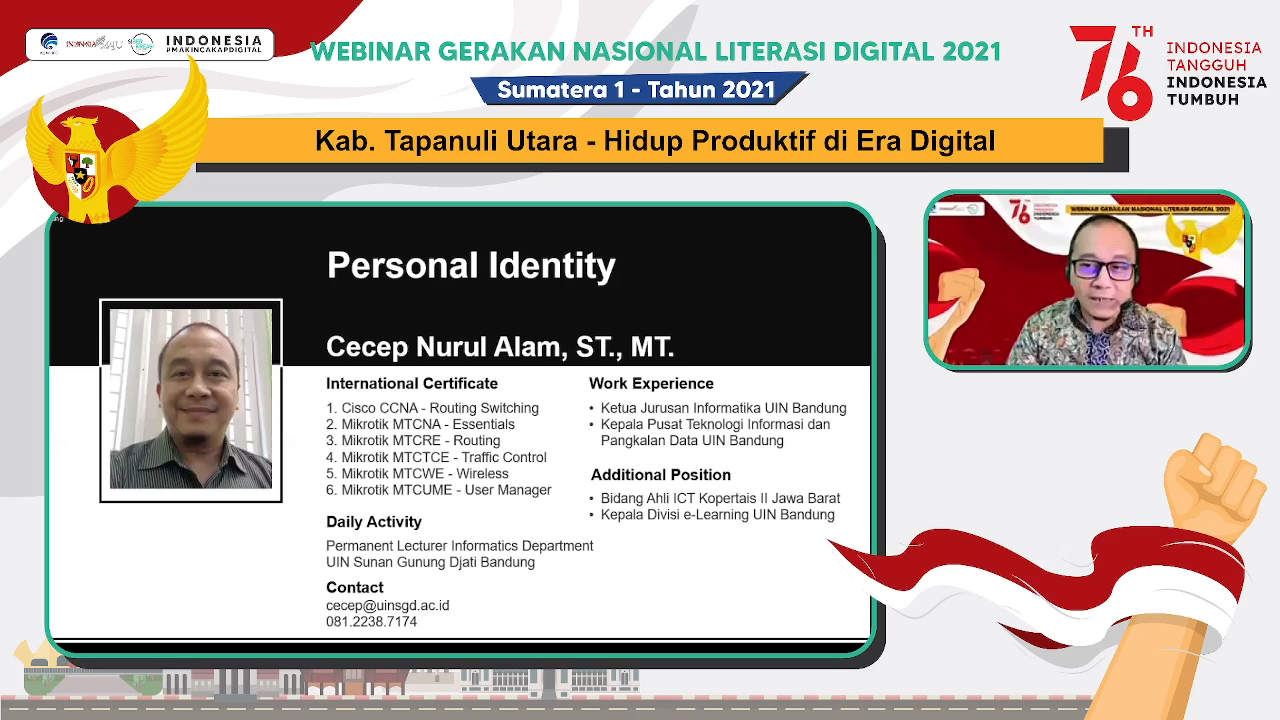 INDONESIA
#MAKINCAKAPDIGITAL
WEBINAR GERAKAN NASIONAL LITERASI DIGITAL 2021
Sumatera 1 - Tahun 2021
Kab. Tapanuli Utara - Hidup Produktif di Era Digital
76TH
INDONESIA
TANGGUH
INDONESIA
TUMBUH
Personal Identity
Cecep Nurul Alam, ST., MT.
International Certificate
1. Cisco CCNA - Routing Switching
2. Mikrotik MTCNA - Essentials
3. Mikrotik MTCRE - Routing
4. Mikrotik MTCTCE - Traffic Control
5. Mikrotik MTCWE - Wireless
6. Mikrotik MTCUME - User Manager
Daily Activity
Permanent Lecturer Informatics Department
UIN Sunan Gunung Djati Bandung
Contact
cecep@uinsgd.ac.id
081.2238.7174
Work Experience
• Ketua Jurusan Informatika UIN Bandung
• Kepala Pusat Teknologi Informasi dan
Pangkalan Data UIN Bandung
Additional Position
• Bidang Ahli ICT Kopertais II Jawa Barat
• Kepala Divisi e-Learning UIN Bandung
76
WEBINAR GERAKAN NASIONAL LITERASI DIGITAL 2021